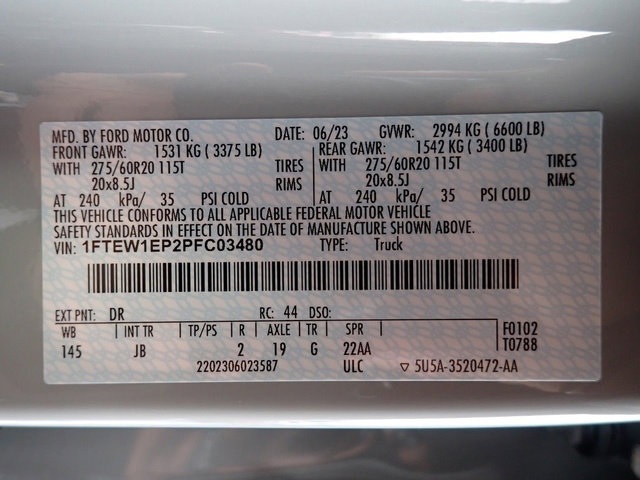 MFD. BY FORD MOTOR CO. DATE: 06/23 GVWR: 2994 KG ( 6600 LB)
FRONT GAWR: 1531 KG ( 3375 LB) REAR GAWR: 1542 KG ( 3400 LB)
WITH 275/60R20 115T TIRES WITH 275/60R20 115T TIRES
20x8.5J RIMS 20x8.5J RIMS
AT 240 kPa/ 35 PSI COLD AT 240 kPa/ 35 PSI COLD
THIS VEHICLE CONFORMS TO ALL APPLICABLE FEDERAL MOTOR VEHICLE
SAFETY STANDARDS IN EFFECT ON THE DATE OF MANUFACTURE SHOWN ABOVE.
VIN: 1FTEW1EP2PFC03480 TYPE: Truck
EXT PNT: DR RC: 44 DSO:
WB INT TR TP/PS R AXLE TR SPR F0102
145 JB 2 19 G 22AA T0788
2202306023587 ULC ▽ 5U5A-3520472-AA